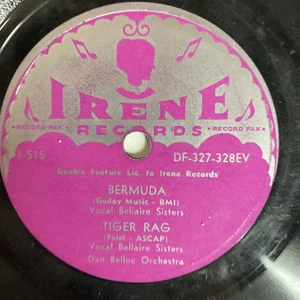 IRENE
• RECORD PAK •
RECORDS
• RECORD PAK •
1 515
DF-327-328EV
Double Feature Lic. to Irene Records
BERMUDA
(Goday Music - BMI)
Vocal Bellaire Sisters
TIGER RAG
(Feist - ASCAP)
Vocal Bellaire Sisters
Dan Belloc Orchestra